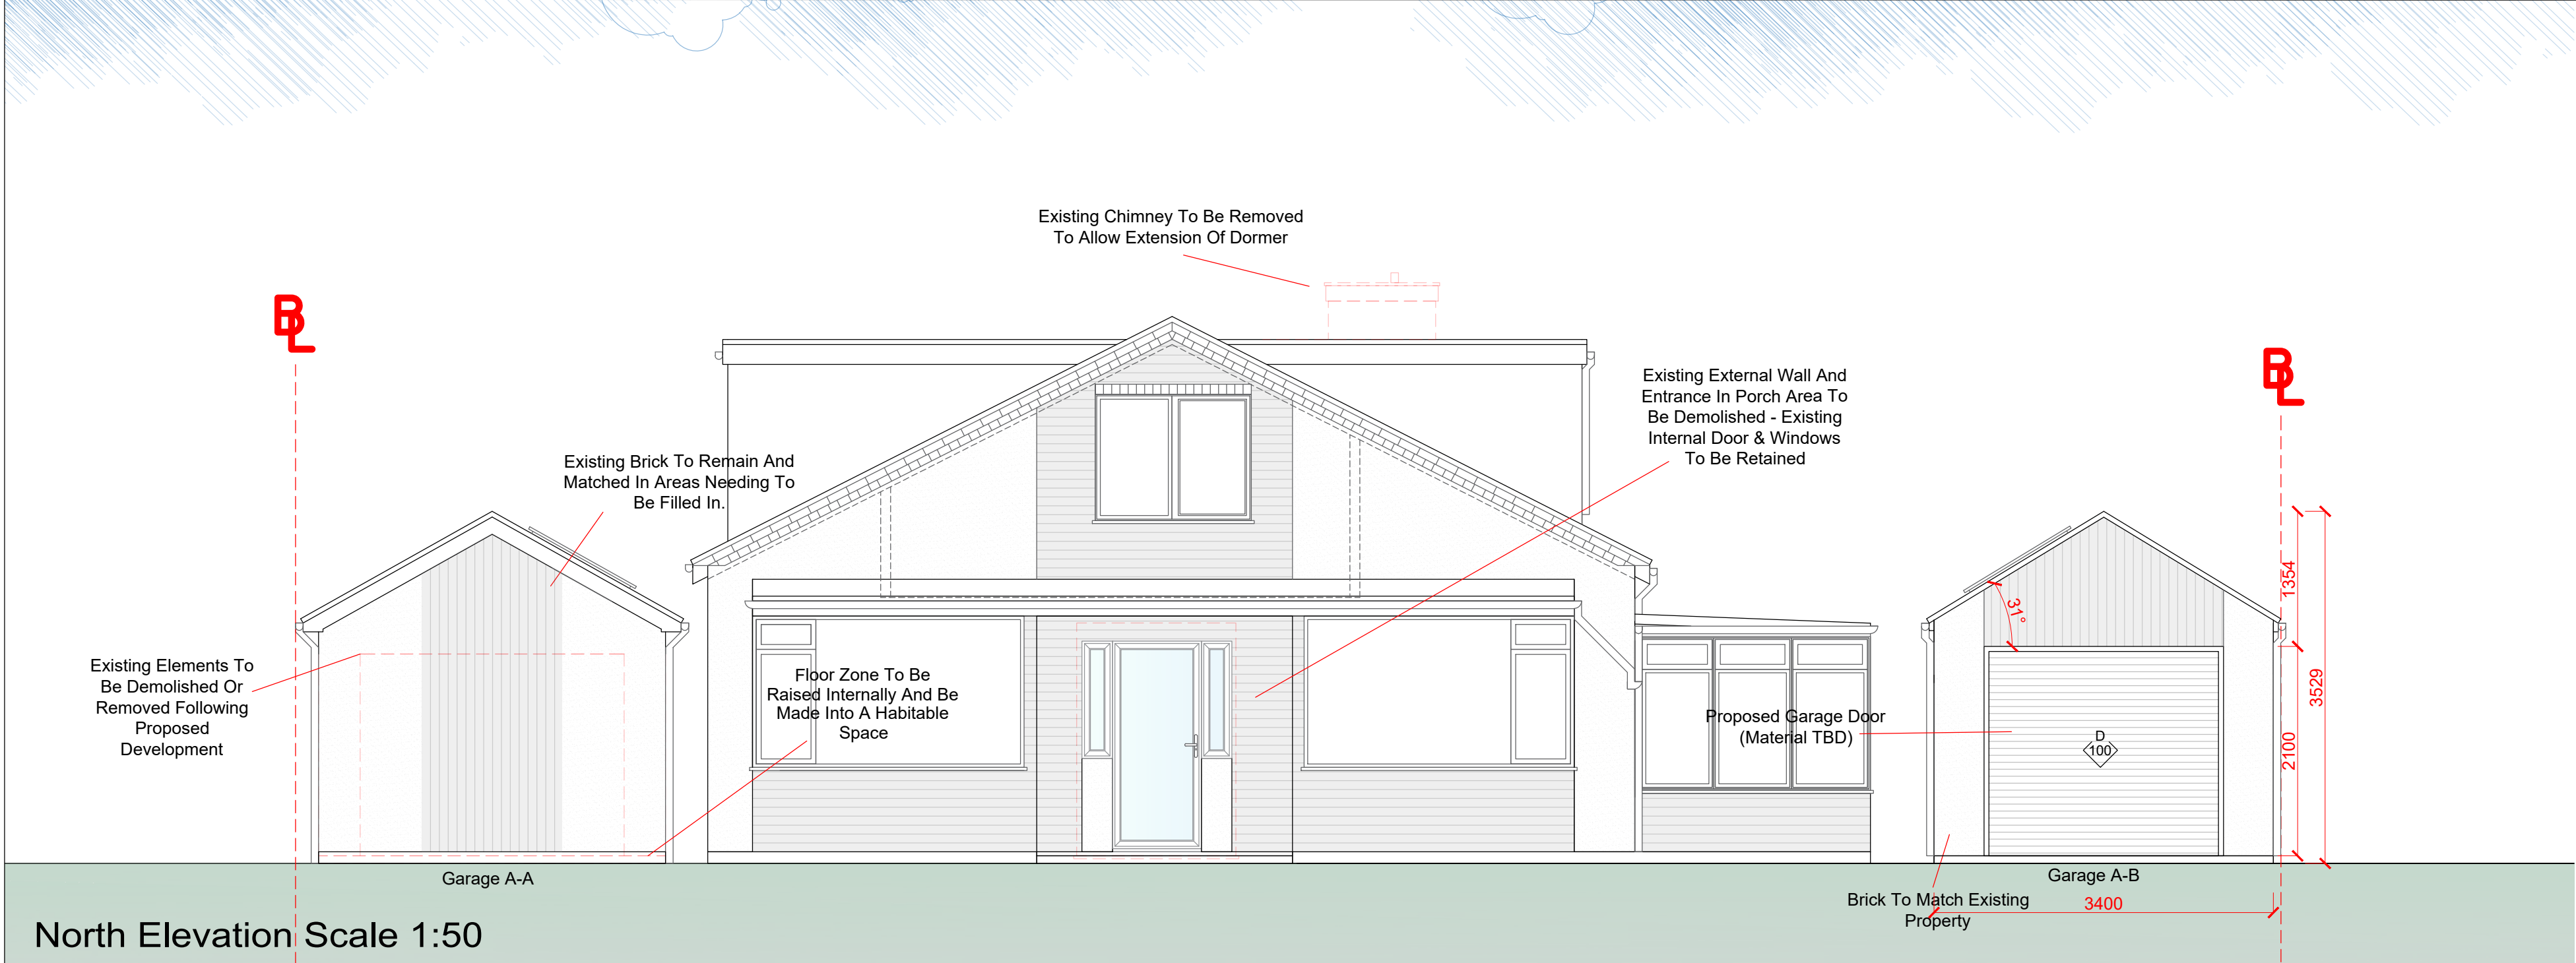 Existing Chimney To Be Removed
To Allow Extension Of Dormer
BL
BL
Existing External Wall And
Entrance In Porch Area To
Be Demolished - Existing
Internal Door & Windows
To Be Retained
Existing Brick To Remain And
Matched In Areas Needing To
Be Filled In.
Existing Elements To
Be Demolished Or
Removed Following
Proposed
Development
Floor Zone To Be
Raised Internally And Be
Made Into A Habitable
Space
Proposed Garage Door
(Material TBD)
D
100
31°
1354
3529
2100
Garage A-A
Garage A-B
Brick To Match Existing
Property
3400
North Elevation Scale 1:50